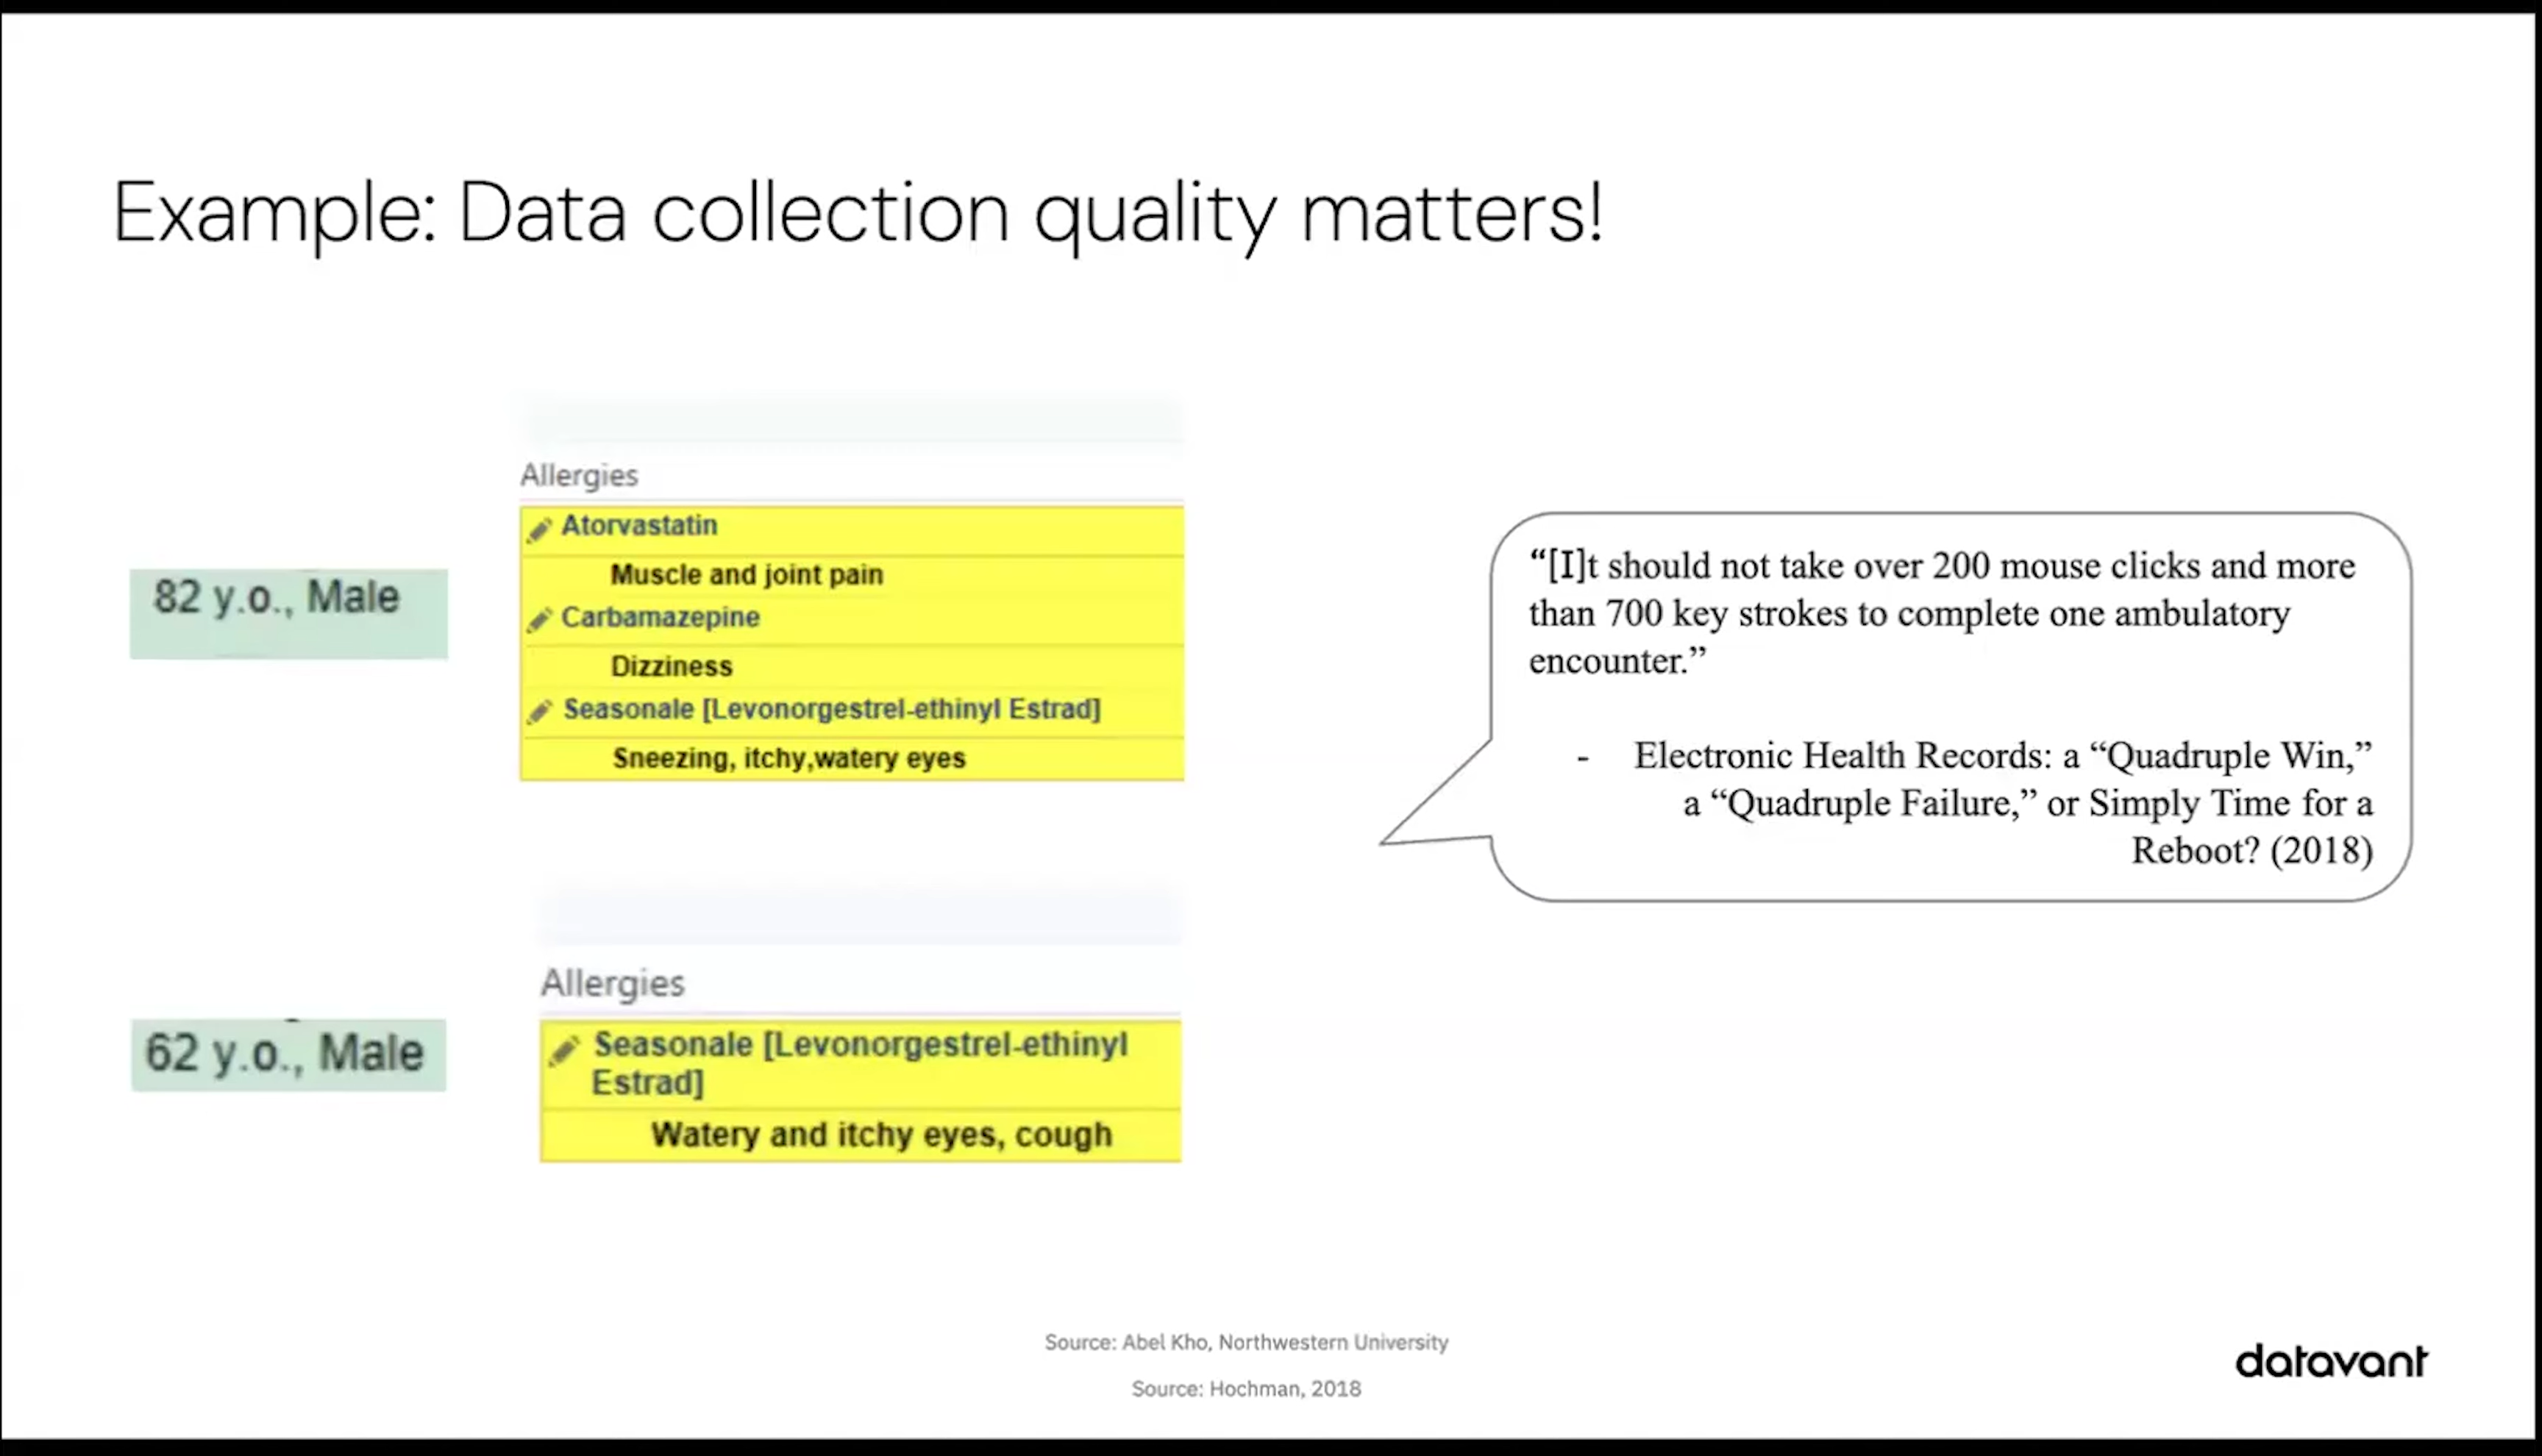 Example: Data collection quality matters!
82 y.o., Male
Allergies
Atorvastatin
Muscle and joint pain
Carbamazepine
Dizziness
Seasonale [Levonorgestrel-ethinyl Estrad]
Sneezing, itchy,watery eyes
62 y.o., Male
Allergies
Seasonale [Levonorgestrel-ethinyl
Estrad]
Watery and itchy eyes, cough
“[I]t should not take over 200 mouse clicks and more
than 700 key strokes to complete one ambulatory
encounter.”
- Electronic Health Records: a “Quadruple Win,”
a “Quadruple Failure,” or Simply Time for a
Reboot? (2018)
Source: Abel Kho, Northwestern University
Source: Hochman, 2018
datavant